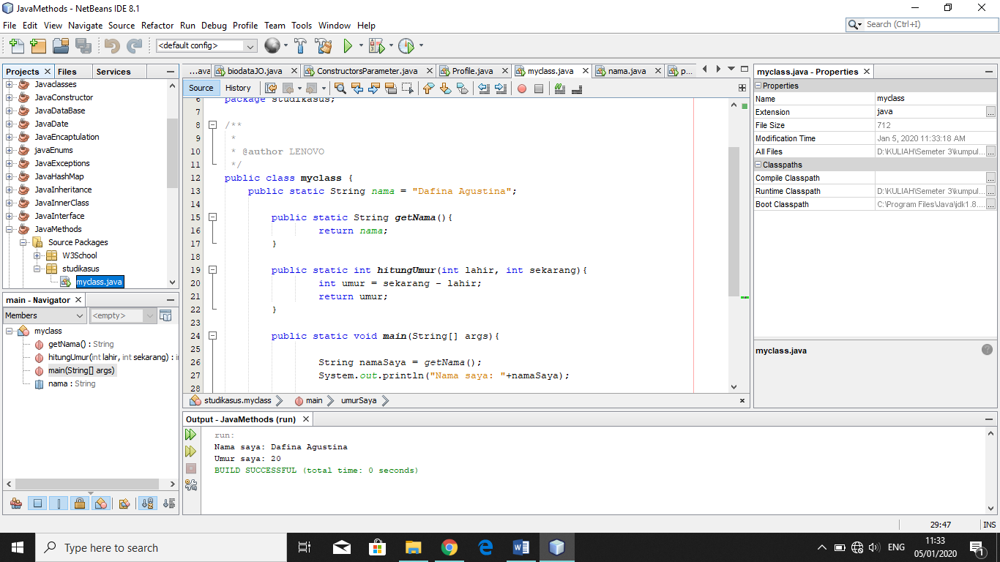 JavaMethods - NetBeans IDE 8.1
File Edit View Navigate Source Refactor Run Debug Profile Team Tools Window Help
Search (Ctrl+I)
<default config>
Projects Files Services
Javaclasses
JavaConstructor
JavaDataBase
JavaDate
JavaEncaptulation
javaEnums
JavaExceptions
JavaHashMap
JavaInheritance
JavaInnerClass
JavaInterface
JavaMethods
Source Packages
W3School
studikasus
myclass.java
main - Navigator
Members <empty>
myclass
getNama() : String
hitungUmur(int lahir, int sekarang) : i
main(String[] args)
nama : String
...ava biodataJO.java ConstructorsParameter.java Profile.java myclass.java nama.java p...
Source History
6 package studikasus;
7
8 /**
9 *
10 * @author LENOVO
11 */
12 public class myclass {
13 public static String nama = "Dafina Agustina";
14
15 public static String getNama(){
16 return nama;
17 }
18
19 public static int hitungUmur(int lahir, int sekarang){
20 int umur = sekarang - lahir;
21 return umur;
22 }
23
24 public static void main(String[] args){
25
26 String namaSaya = getNama();
27 System.out.println("Nama saya: "+namaSaya);
28
studikasus.myclass main umurSaya
Output - JavaMethods (run)
run:
Nama saya: Dafina Agustina
Umur saya: 20
BUILD SUCCESSFUL (total time: 0 seconds)
myclass.java - Properties
Properties
Name myclass
Extension java ...
File Size 712
Modification Time Jan 5, 2020 11:33:18 AM
All Files D:\KULIAH\Semeter 3\kumpul... ...
Classpaths
Compile Classpath ...
Runtime Classpath D:\KULIAH\Semeter 3\kumpul... ...
Boot Classpath C:\Program Files\Java\jdk1.8.... ...
myclass.java
29:47 INS
Type here to search
ENG
11:33
05/01/2020
1